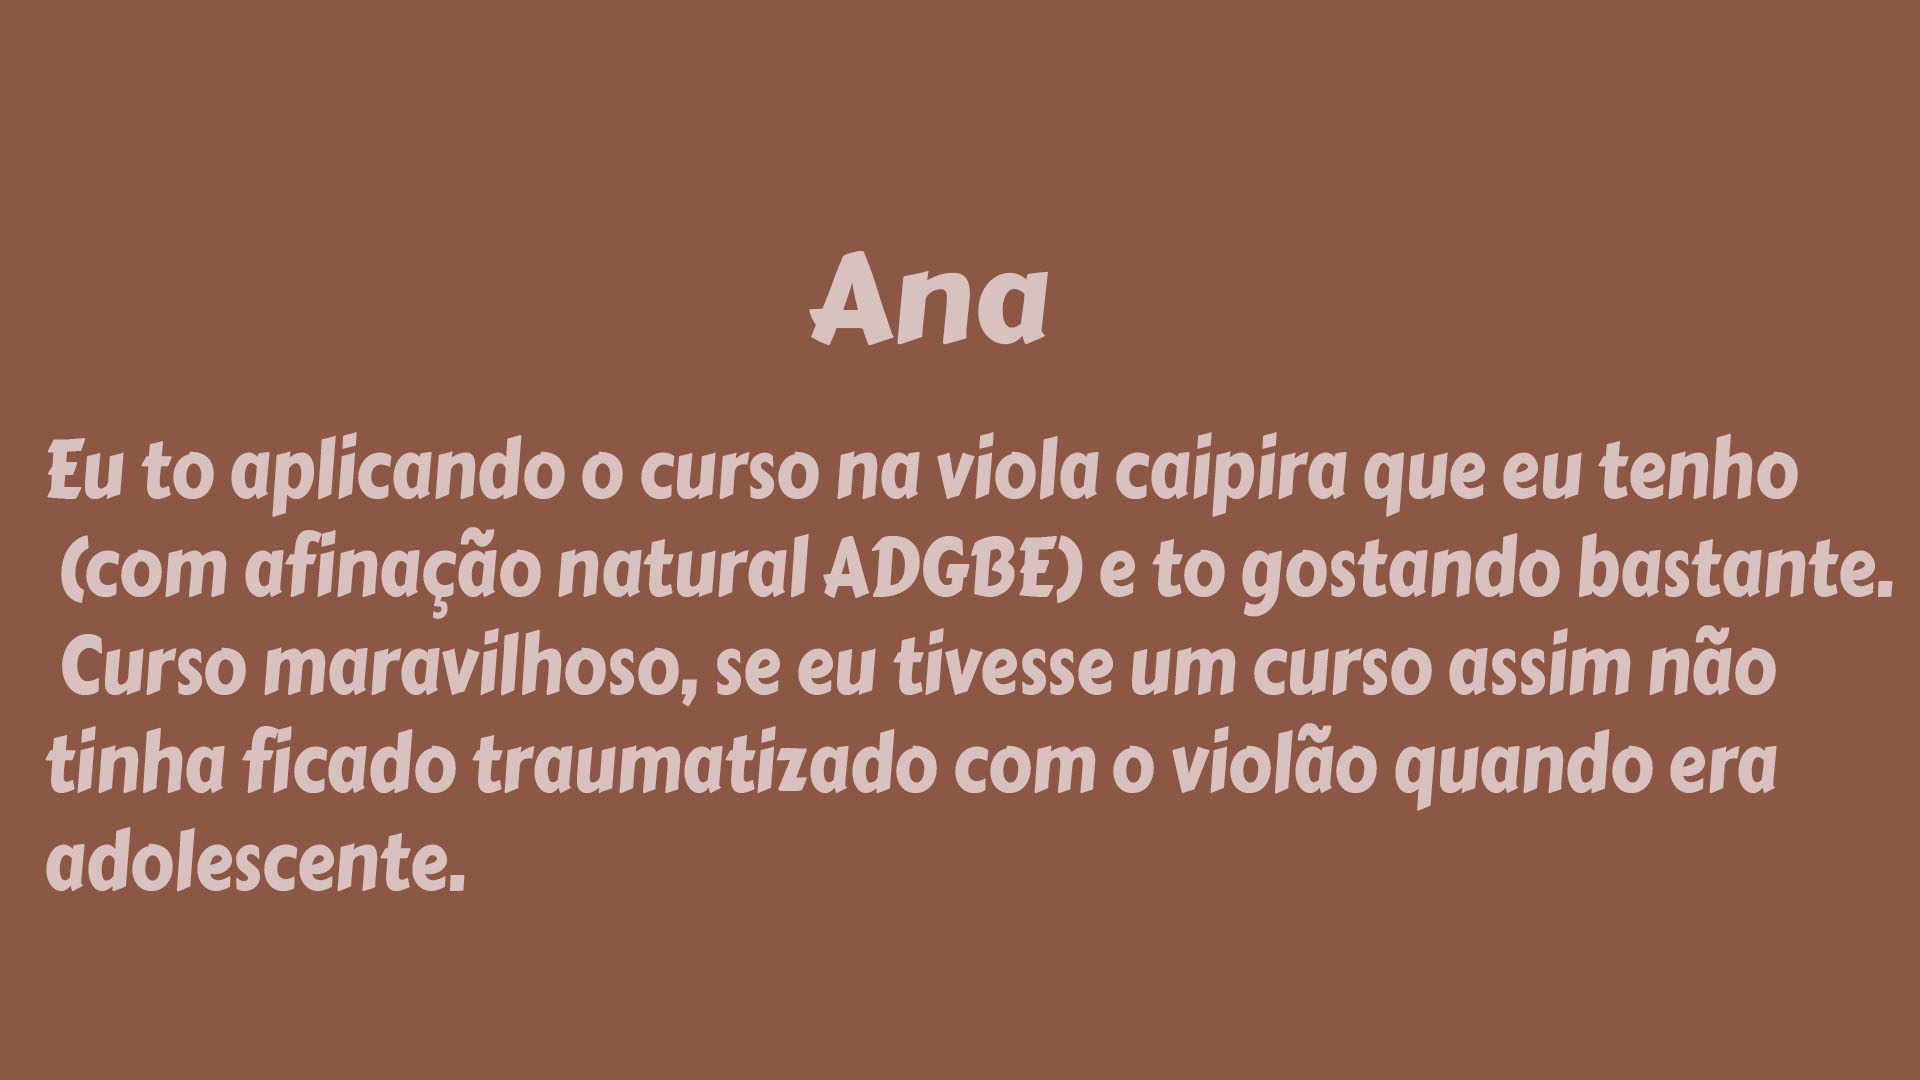 Ana
Eu to aplicando o curso na viola caipira que eu tenho
(com afinação natural ADGBE) e to gostando bastante.
Curso maravilhoso, se eu tivesse um curso assim não
tinha ficado traumatizado com o violão quando era
adolescente.